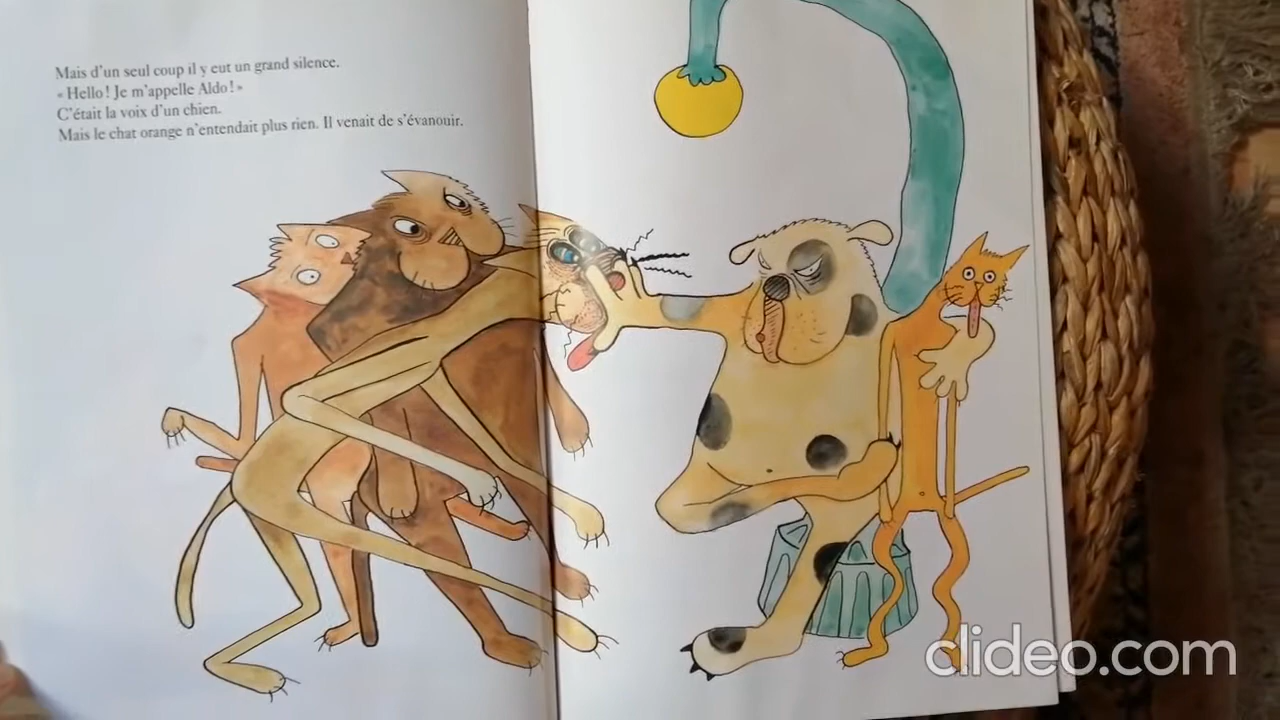 Mais d'un seul coup il y eut un grand silence.
« Hello ! Je m'appelle Aldo ! »
C'était la voix d'un chien.
Mais le chat orange n'entendait plus rien. Il venait de s'évanouir.
clideo.com